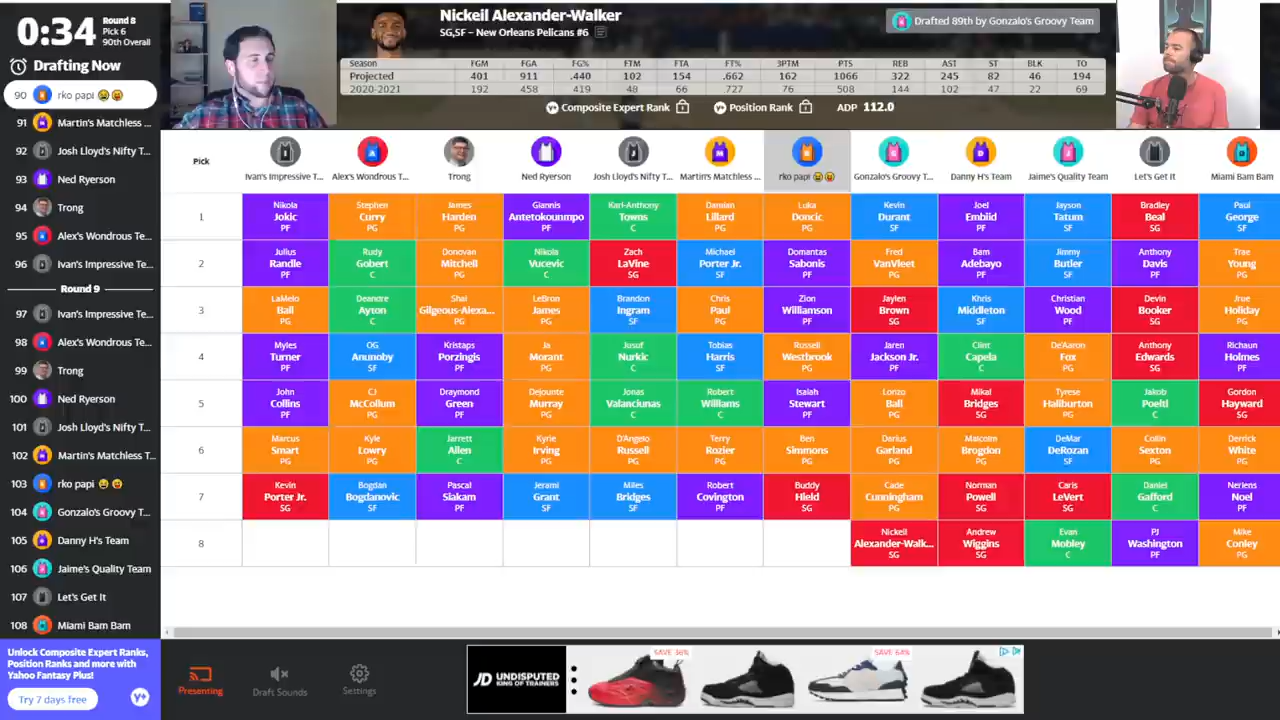 0:34
Round 8
Pick 6
90th Overall
Drafting Now
90 rko papi
91 Martin's Matchless ...
92 Josh Lloyd's Nifty T...
93 Ned Ryerson
94 Trong
95 Alex's Wondrous Te...
96 Ivan's Impressive Te...
Round 9
97 Ivan's Impressive Te...
98 Alex's Wondrous Te...
99 Trong
100 Ned Ryerson
101 Josh Lloyd's Nifty T...
102 Martin's Matchless T...
103 rko papi
104 Gonzalo's Groovy T...
105 Danny H's Team
106 Jaime's Quality Team
107 Let's Get It
108 Miami Bam Bam
Unlock Composite Expert Ranks,
Position Ranks and more with
Yahoo Fantasy Plus!
Try 7 days free
Nickeil Alexander-Walker
SG,SF – New Orleans Pelicans #6
Drafted 89th by Gonzalo's Groovy Team
Season FGM FGA FG% FTM FTA FT% 3PTM PTS REB AST ST BLK TO
Projected 401 911 .440 102 154 .662 162 1066 322 245 82 46 194
2020-2021 192 458 .419 48 66 .727 76 508 144 102 47 22 69
Composite Expert Rank Position Rank ADP 112.0
Pick Ivan's Impressive T... Alex's Wondrous T... Trong Ned Ryerson Josh Lloyd's Nifty T... Martin's Matchless ... rko papi Gonzalo's Groovy T... Danny H's Team Jaime's Quality Team Let's Get It Miami Bam Bam
1
Nikola Stephen James Giannis Karl-Anthony Damian Luka Kevin Joel Jayson Bradley Paul
Jokic Curry Harden Antetokounmpo Towns Lillard Doncic Durant Embiid Tatum Beal George
PF PG PG PF C PG PG SF PF SF SG SF
2
Julius Rudy Donovan Nikola Zach Michael Domantas Fred Bam Jimmy Anthony Trae
Randle Gobert Mitchell Vucevic LaVine Porter Jr. Sabonis VanVleet Adebayo Butler Davis Young
PF C PG C SG SF PF PG PF SF PF PG
3
LaMelo Deandre Shai LeBron Brandon Chris Zion Jaylen Khris Christian Devin Jrue
Ball Ayton Gilgeous-Alexa... James Ingram Paul Williamson Brown Middleton Wood Booker Holiday
PG C PG PG SF PG PF SG SF PF SG PG
4
Myles OG Kristaps Ja Jusuf Tobias Russell Jaren Clint De'Aaron Anthony Richaun
Turner Anunoby Porzingis Morant Nurkic Harris Westbrook Jackson Jr. Capela Fox Edwards Holmes
PF SF PF PG C SF PG PF C PG SG PF
5
John CJ Draymond Dejounte Jonas Robert Isaiah Lonzo Mikal Tyrese Jakob Gordon
Collins McCollum Green Murray Valanciunas Williams Stewart Ball Bridges Haliburton Poeltl Hayward
PF PG PF PG C C PF PG SG PG C SG
6
Marcus Kyle Jarrett Kyrie D'Angelo Terry Ben Darius Malcolm DeMar Collin Derrick
Smart Lowry Allen Irving Russell Rozier Simmons Garland Brogdon DeRozan Sexton White
PG PG C PG PG PG PG PG PG SF PG PG
7
Kevin Bogdan Pascal Jerami Miles Robert Buddy Cade Norman Caris Daniel Nerlens
Porter Jr. Bogdanovic Siakam Grant Bridges Covington Hield Cunningham Powell LeVert Gafford Noel
SG SF PF SF SF PF SG PG SG SG C PF
8
Nickeil Andrew Evan PJ Mike
Alexander-Walk... Wiggins Mobley Washington Conley
SG SG C PF PG
Presenting
Draft Sounds
Settings
JD UNDISPUTED
KING OF TRAINERS
SAVE 36%
SAVE 64%